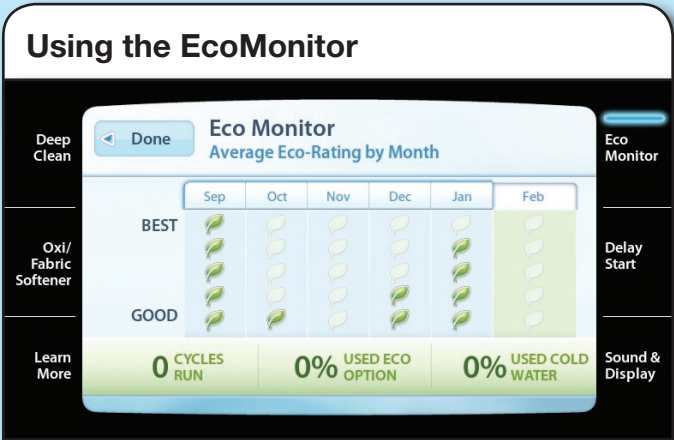 Using the EcoMonitor
Deep
Clean
Oxi/
Fabric
Softener
Learn
More
Done
Eco Monitor
Average Eco-Rating by Month
Sep Oct Nov Dec Jan Feb
BEST
GOOD
0 CYCLES RUN
0% USED ECO OPTION
0% USED COLD WATER
Eco
Monitor
Delay
Start
Sound &
Display